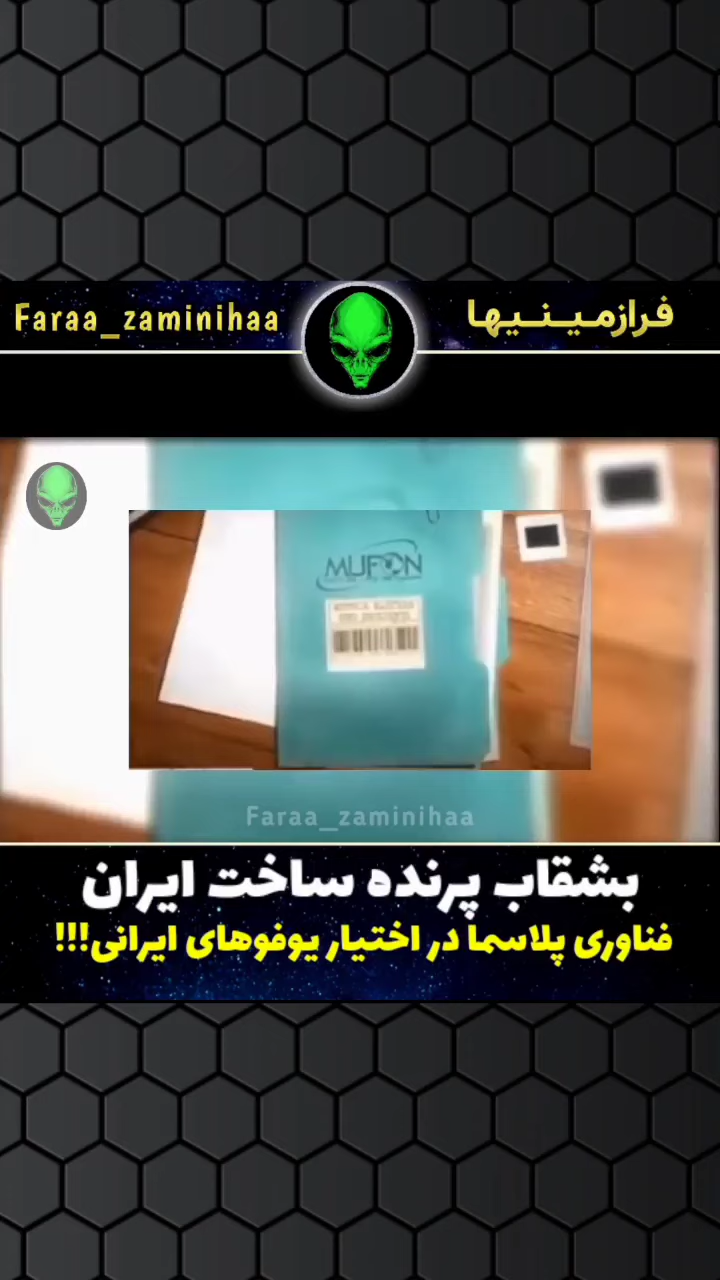 Faraa_zaminihaa
فرازمینیها
MUFON
Faraa_zaminihaa
بشقاب پرنده ساخت ایران
فناوری پلاسما در اختیار یوفوهای ایرانی!!!